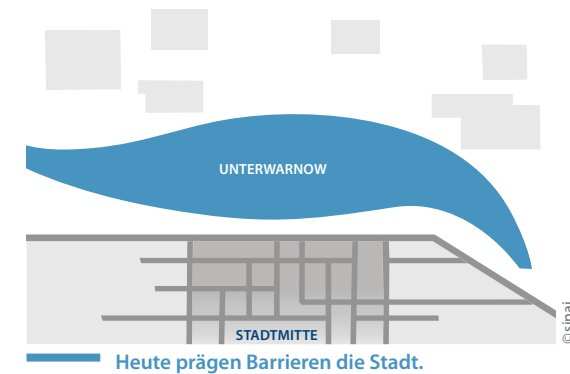 UNTERWARNOW
STADTMITTE
©sinai
Heute prägen Barrieren die Stadt.